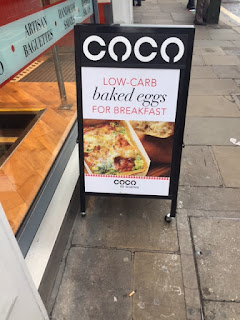 COCO
LOW-CARB
baked eggs
FOR BREAKFAST
COCO
ARTISAN
BAGUETTES